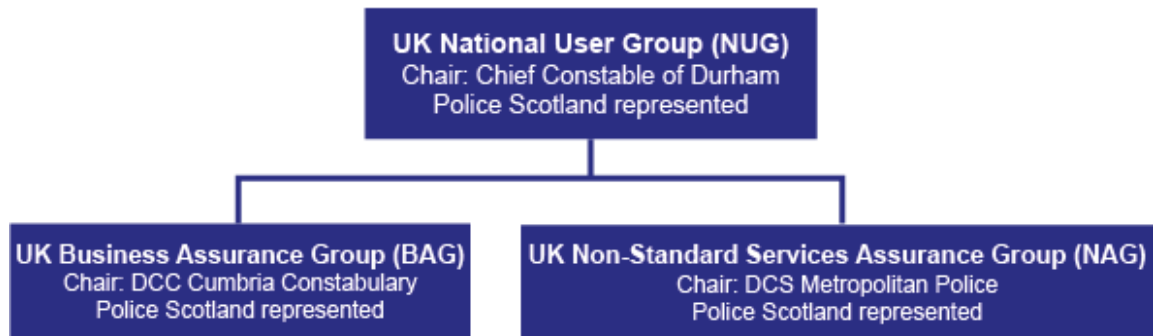 UK National User Group (NUG)
Chair: Chief Constable of Durham
Police Scotland represented
UK Business Assurance Group (BAG)
Chair: DCC Cumbria Constabulary
Police Scotland represented
UK Non-Standard Services Assurance Group (NAG)
Chair: DCS Metropolitan Police
Police Scotland represented